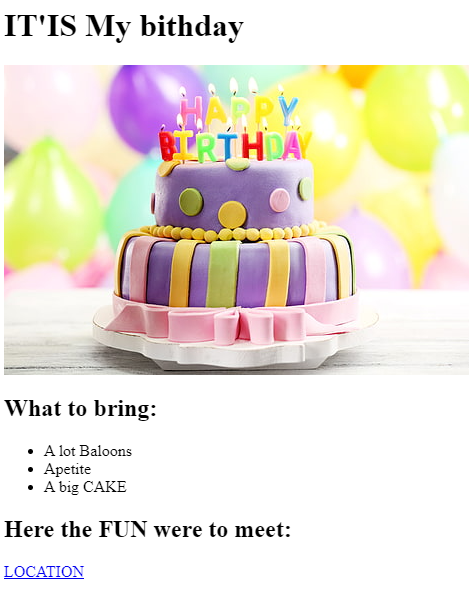 IT'IS My bithday
HAPPY
BIRTHDAY
What to bring:
A lot Baloons
Apetite
A big CAKE
Here the FUN were to meet:
LOCATION